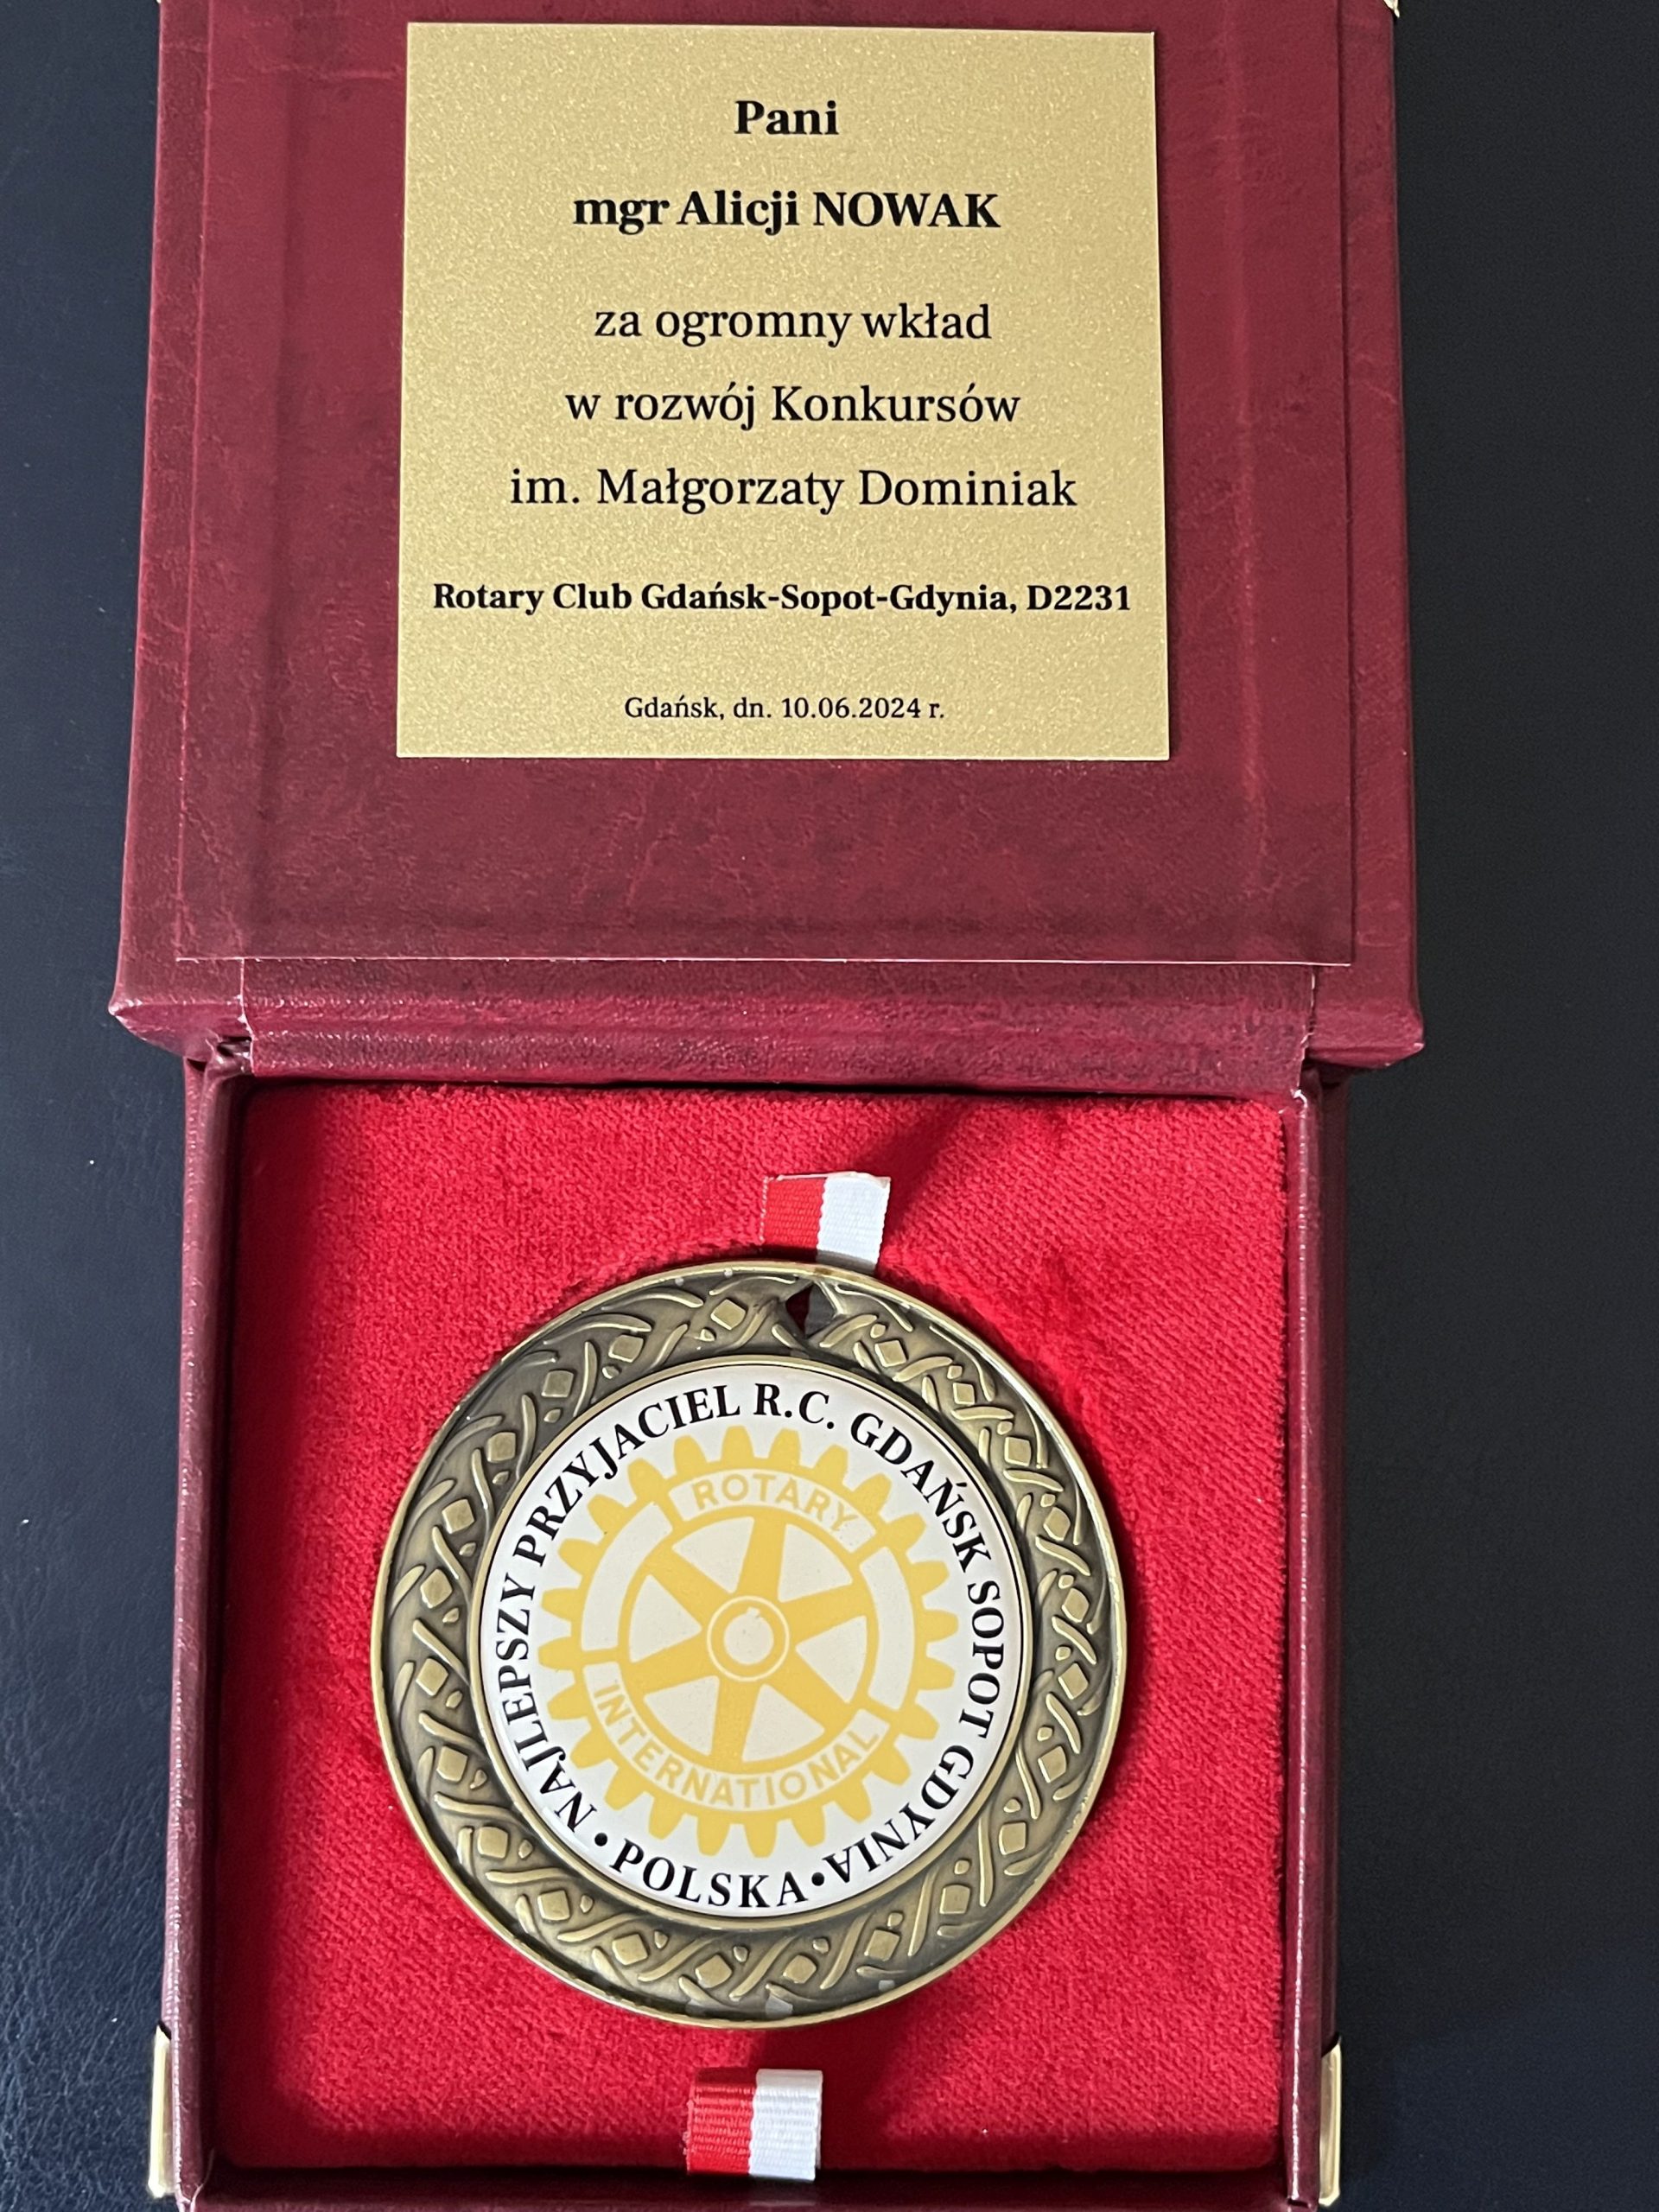 Pani
mgr Alicji NOWAK
za ogromny wkład
w rozwój Konkursów
im. Małgorzaty Dominiak
Rotary Club Gdańsk-Sopot-Gdynia, D2231
Gdańsk, dn. 10.06.2024 r.
NAJLEPSZY PRZYJACIEL R.C. GDAŃSK SOPOT GDYNIA
• POLSKA •
ROTARY
INTERNATIONAL